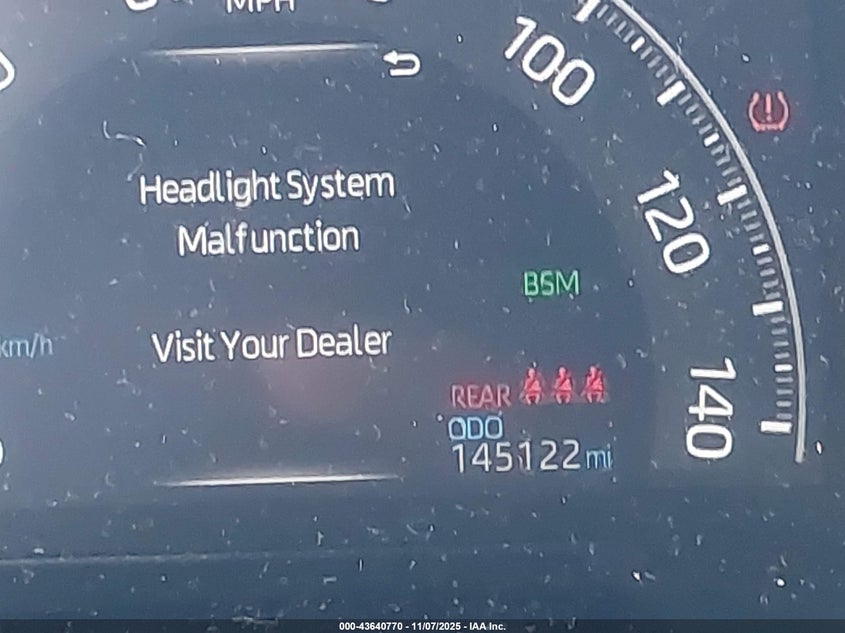 MPH
100
Headlight System
Malfunction
120
BSM
km/h
Visit Your Dealer
140
REAR
ODO
145122 mi
000-43640770 - 11/07/2025 - IAA Inc.